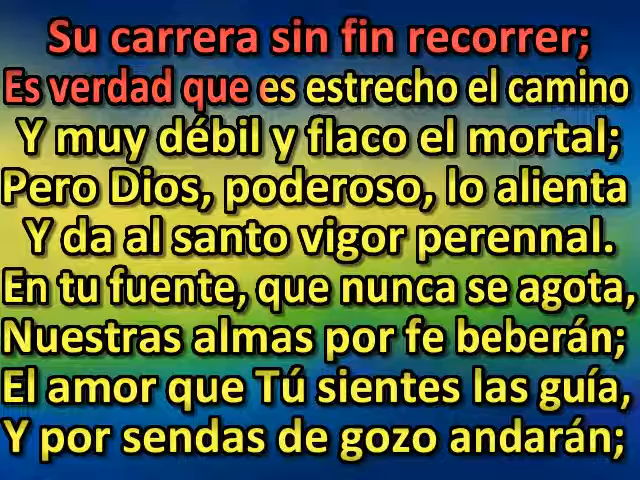 Su carrera sin fin recorrer;
Es verdad que es estrecho el camino
Y muy débil y flaco el mortal;
Pero Dios, poderoso, lo alienta
Y da al santo vigor perennal.
En tu fuente, que nunca se agota,
Nuestras almas por fe beberán;
El amor que Tú sientes las guía,
Y por sendas de gozo andarán;